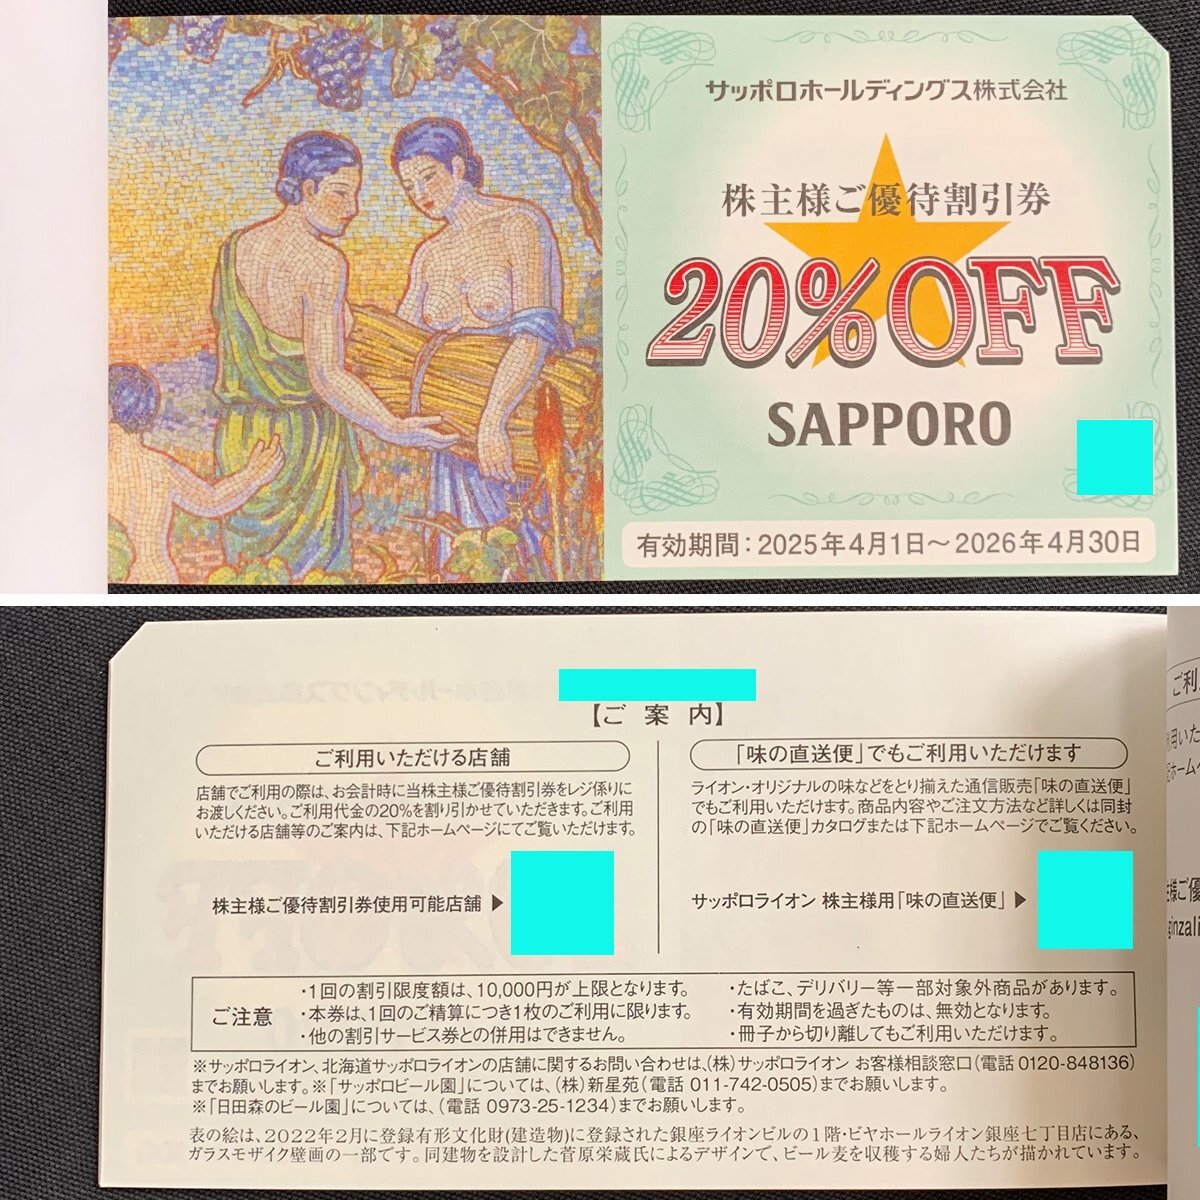 サッポロホールディングス株式会社
株主様ご優待割引券
20%OFF
SAPPORO
有効期間：2025年4月1日～2026年4月30日
【ご案内】
ご利用いただける店舗
店舗でご利用の際は、お会計時に当株主様ご優待割引券をレジ係りに
お渡しください。ご利用代金の20%を割り引かせていただきます。ご利用
いただける店舗等のご案内は、下記ホームページにてご覧いただけます。
株主様ご優待割引券使用可能店舗▶
「味の直送便」でもご利用いただけます
ライオン・オリジナルの味などをとり揃えた通信販売「味の直送便」
でもご利用いただけます。商品内容やご注文方法など詳しくは同封
の「味の直送便」カタログまたは下記ホームページでご覧ください。
サッポロライオン 株主様用「味の直送便」▶
ご注意
・1回の割引限度額は、10,000円が上限となります。
・本券は、1回のご精算につき1枚のご利用に限ります。
・他の割引サービス券との併用はできません。
・たばこ、デリバリー等一部対象外商品があります。
・有効期間を過ぎたものは、無効となります。
・冊子から切り離してもご利用いただけます。
※サッポロライオン、北海道サッポロライオンの店舗に関するお問い合わせは、(株)サッポロライオン お客様相談窓口(電話 0120-848136)
までお願いします。※「サッポロビール園」については、(株)新星苑(電話 011-742-0505)までお願いします。
※「日田森のビール園」については、(電話 0973-25-1234)までお願いします。
表の絵は、2022年2月に登録有形文化財(建造物)に登録された銀座ライオンビルの1階・ビヤホールライオン銀座七丁目店にある、
ガラスモザイク壁画の一部です。同建物を設計した菅原栄蔵氏によるデザインで、ビール麦を収穫する婦人たちが描かれています。